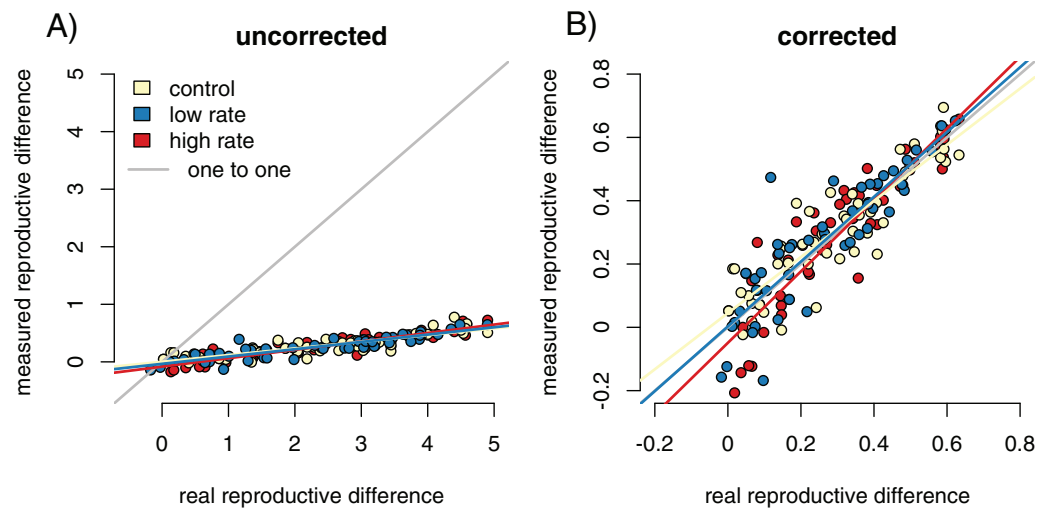 A)
uncorrected
measured reproductive difference
5
4
3
2
1
0
control
low rate
high rate
one to one
0 1 2 3 4 5
real reproductive difference
B)
corrected
measured reproductive difference
0.8
0.6
0.4
0.2
0
-0.2
-0.2 0 0.2 0.4 0.6 0.8
real reproductive difference